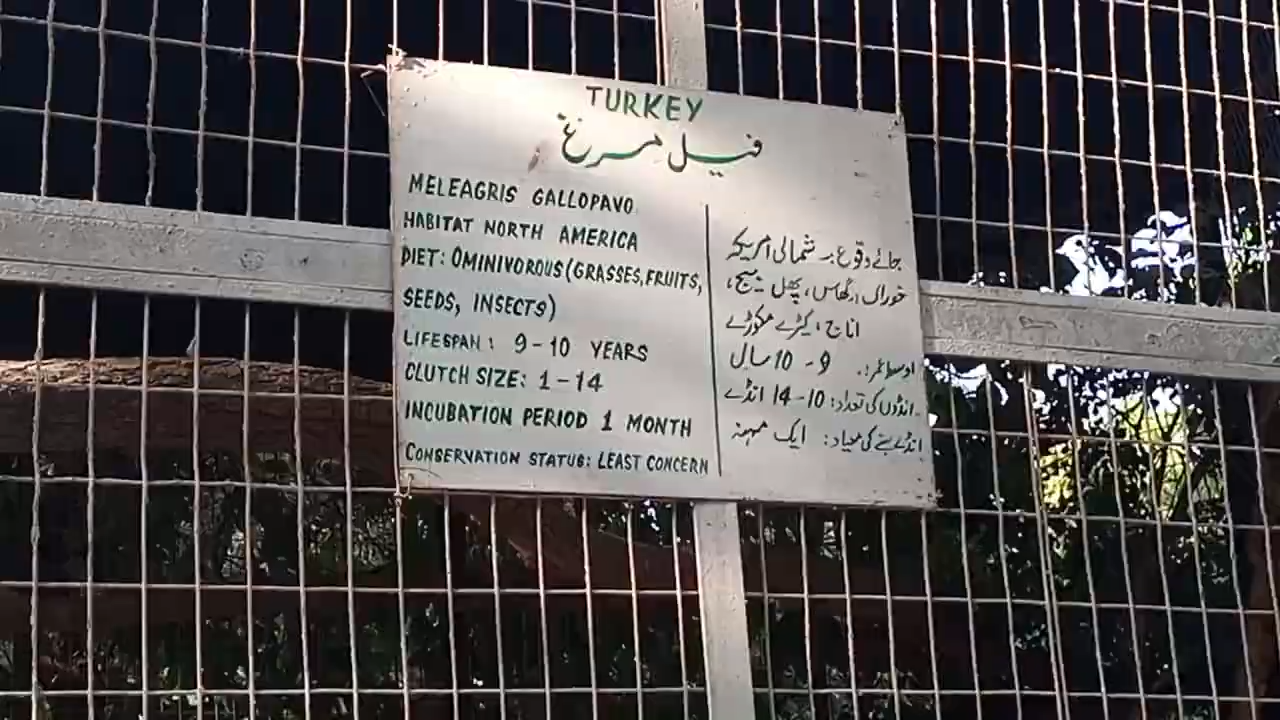 TURKEY
فیل مرغ
MELEAGRIS GALLOPAVO
HABITAT NORTH AMERICA
DIET: OMINIVOROUS (GRASSES, FRUITS,
SEEDS, INSECTS)
LIFESPAN: 9-10 YEARS
CLUTCH SIZE: 1-14
INCUBATION PERIOD 1 MONTH
CONSERVATION STATUS: LEAST CONCERN
جائے وقوع:۔ شمالی امریکہ
خوراک، گھاس، پھل، بیج،
اناج، کیڑے مکوڑے
اوسط عمر:۔ 9 - 10 سال
انڈوں کی تعداد: 10-14 انڈے
انڈے سینے کی میعاد: ایک مہینہ